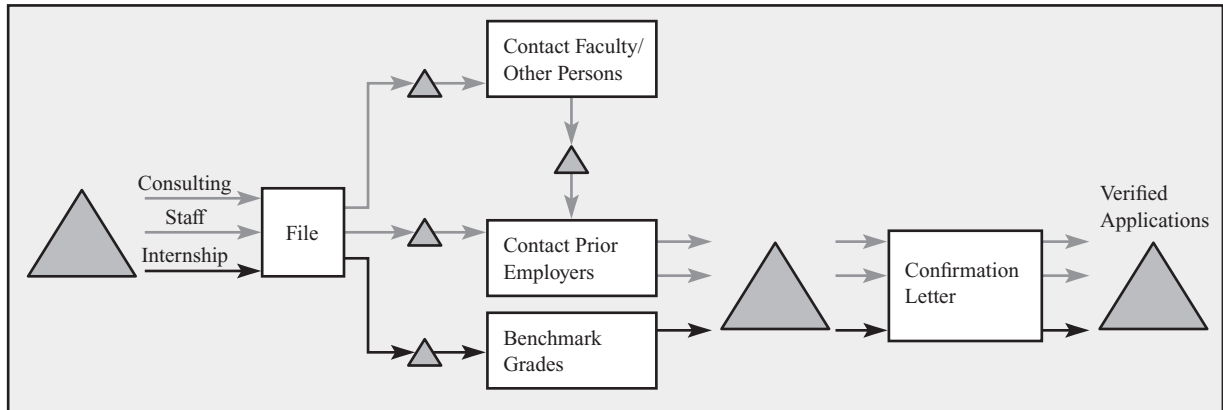 Consulting
Staff
Internship
File
Contact Faculty/
Other Persons
Contact Prior
Employers
Benchmark
Grades
Confirmation
Letter
Verified
Applications